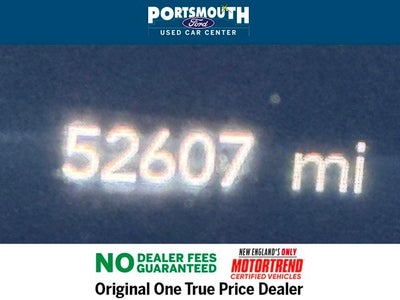 PORTSMOUTH
Ford
USED CAR CENTER
52607 mi
NO DEALER FEES GUARANTEED
NEW ENGLAND'S ONLY
MOTORTREND
CERTIFIED VEHICLES
Original One True Price Dealer